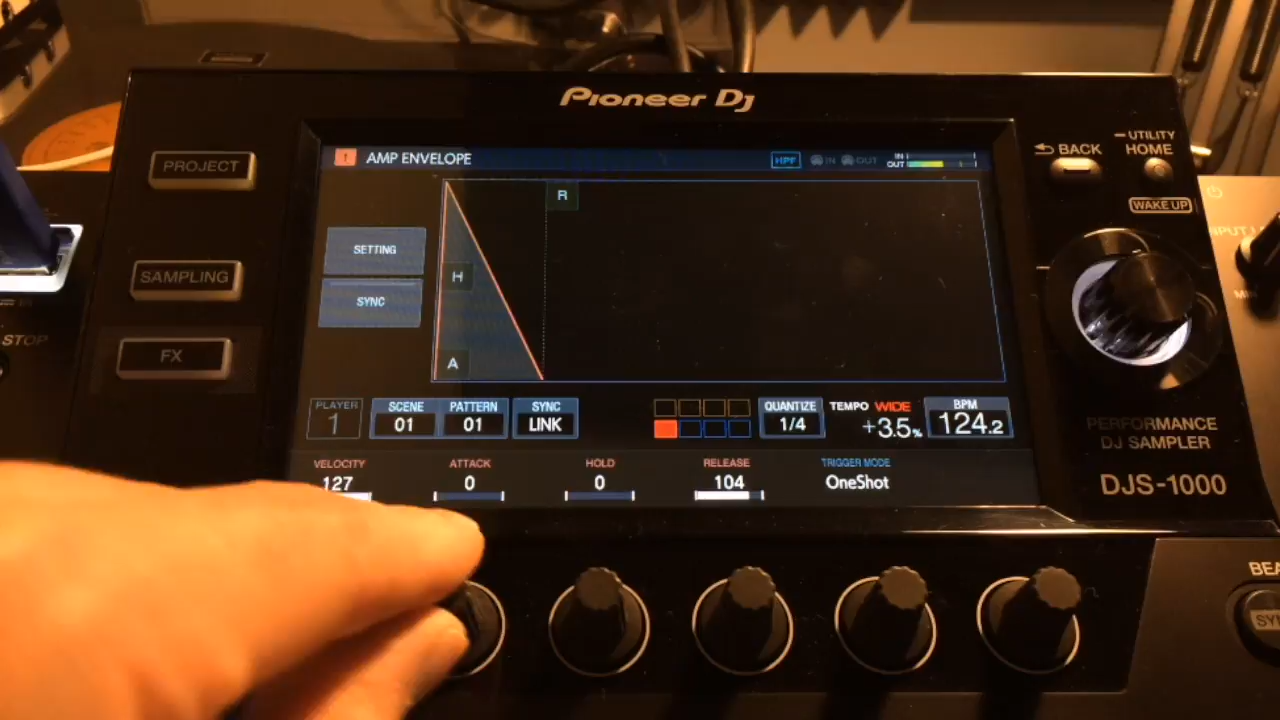 Pioneer Dj
PROJECT
SAMPLING
FX
STOP
! AMP ENVELOPE
HPF IN OUT
IN
OUT
SETTING
SYNC
R
H
A
PLAYER
1
SCENE
01
PATTERN
01
SYNC
LINK
QUANTIZE
1/4
TEMPO WIDE
+3.5%
BPM
124.2
VELOCITY
127
ATTACK
0
HOLD
0
RELEASE
104
TRIGGER MODE
OneShot
BACK
UTILITY
HOME
WAKE UP
PERFORMANCE
DJ SAMPLER
DJS-1000